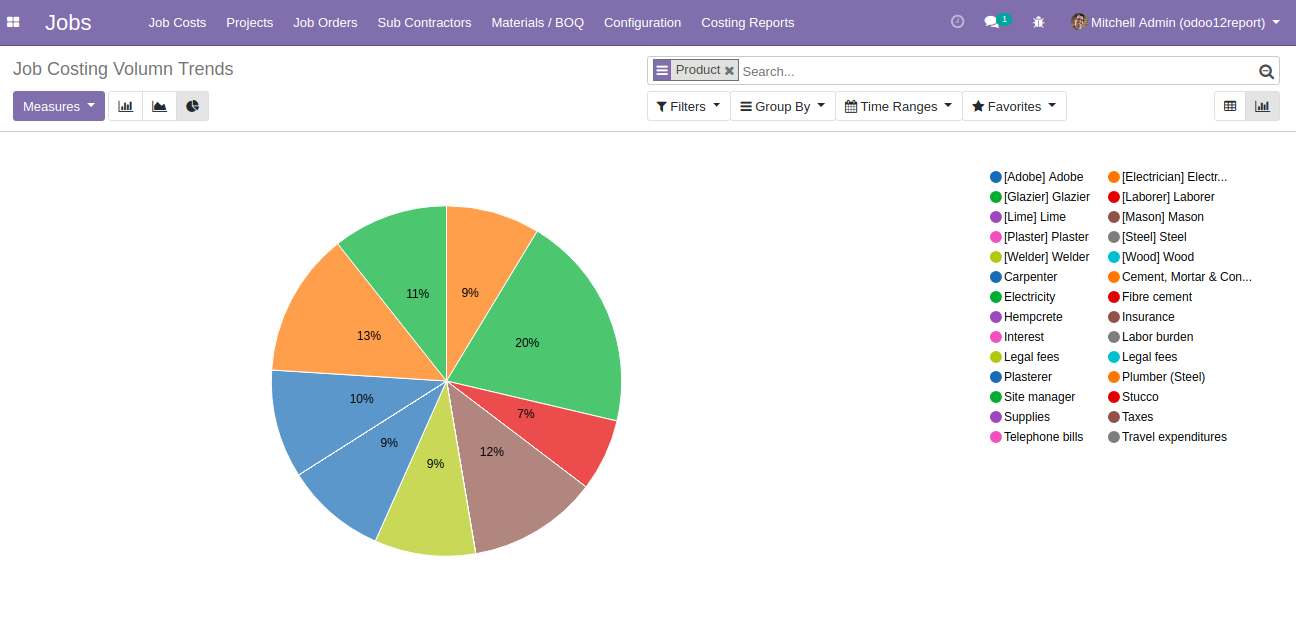 Jobs Job Costs Projects Job Orders Sub Contractors Materials / BOQ Configuration Costing Reports 1 Mitchell Admin (odoo12report)
Job Costing Volumn Trends Product Search...
Measures Filters Group By Time Ranges Favorites
[Adobe] Adobe [Electrician] Electr...
[Glazier] Glazier [Laborer] Laborer
[Lime] Lime [Mason] Mason
[Plaster] Plaster [Steel] Steel
[Welder] Welder [Wood] Wood
Carpenter Cement, Mortar & Con...
Electricity Fibre cement
Hempcrete Insurance
Interest Labor burden
Legal fees Legal fees
Plasterer Plumber (Steel)
Site manager Stucco
Supplies Taxes
Telephone bills Travel expenditures
11% 9%
13% 20%
10% 7%
9% 12%
9%